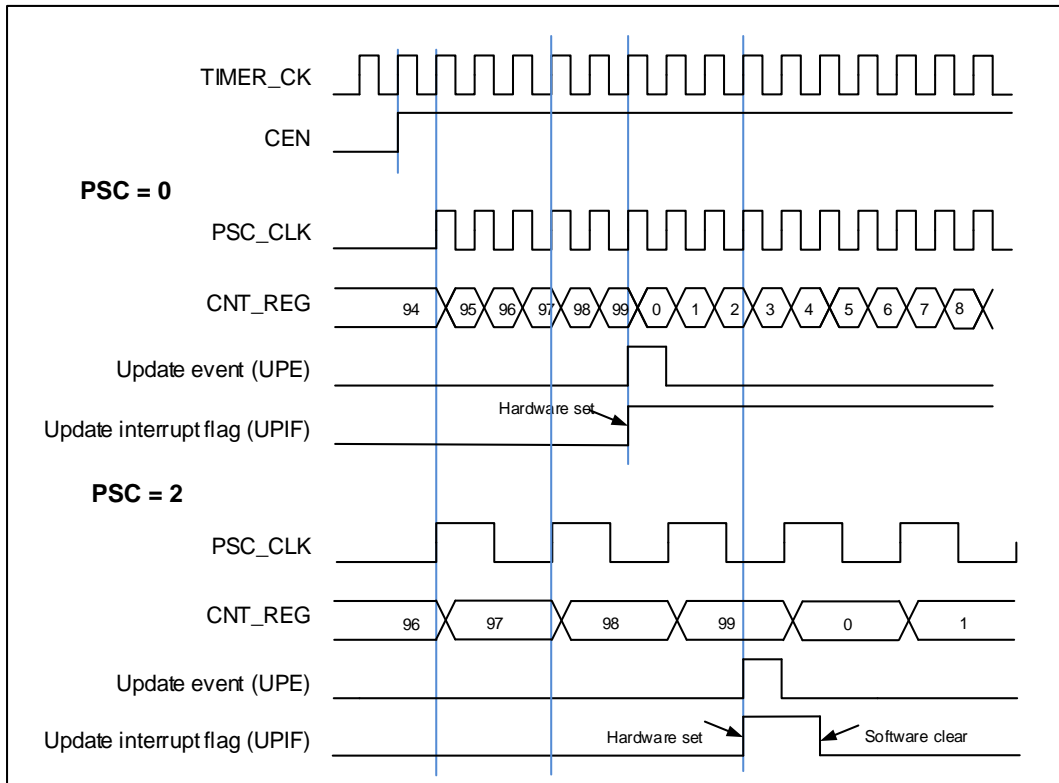 TIMER_CK
CEN
PSC = 0
PSC_CLK
CNT_REG 94 95 96 97 98 99 0 1 2 3 4 5 6 7 8
Update event (UPE)
Hardware set
Update interrupt flag (UPIF)
PSC = 2
PSC_CLK
CNT_REG 96 97 98 99 0 1
Update event (UPE)
Update interrupt flag (UPIF) Hardware set Software clear